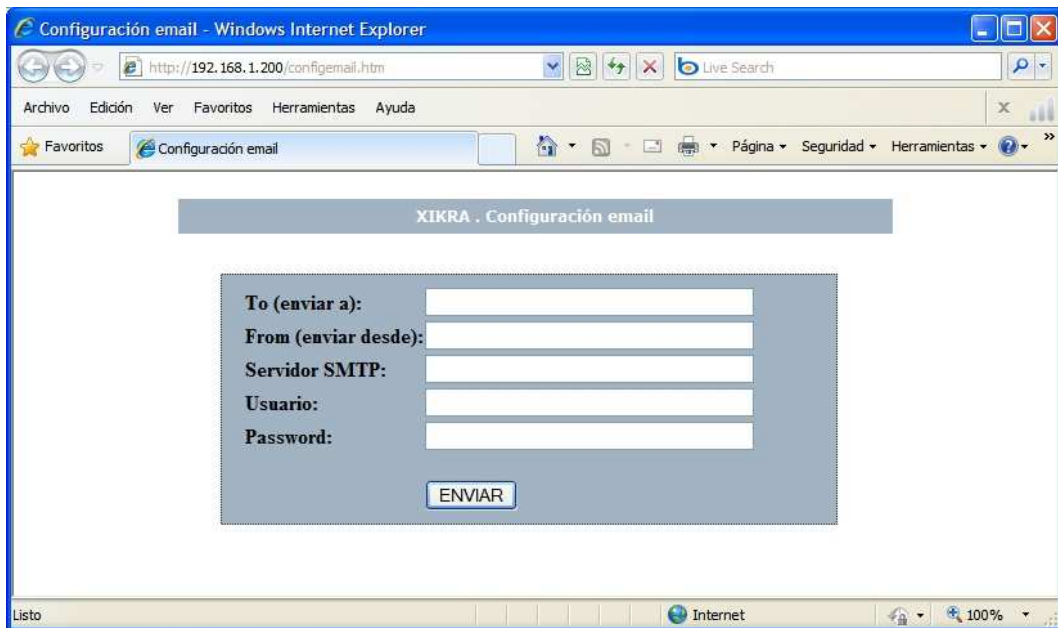 Configuración email - Windows Internet Explorer
http://192.168.1.200/configemail.htm
Live Search
Archivo Edición Ver Favoritos Herramientas Ayuda
Favoritos
Configuración email
Página Seguridad Herramientas
XIKRA . Configuración email
To (enviar a):
From (enviar desde):
Servidor SMTP:
Usuario:
Password:
ENVIAR
Listo
Internet
100%